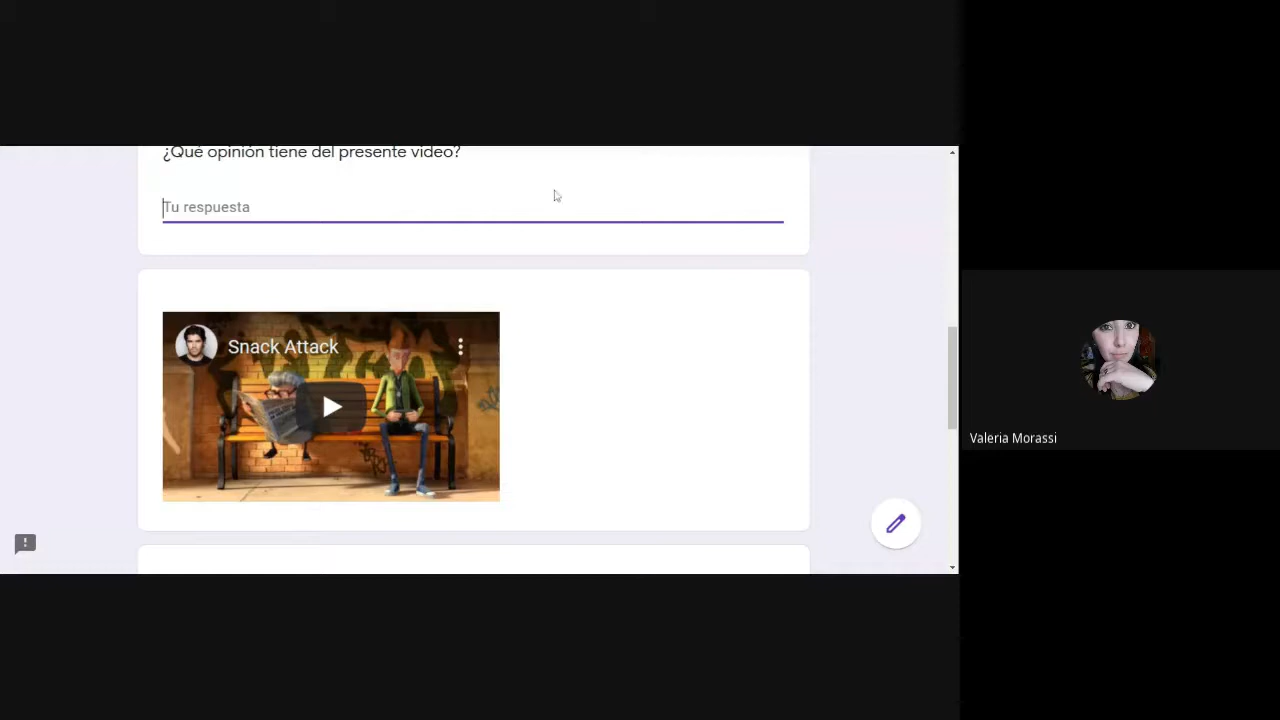 ¿Qué opinión tiene del presente video?
Tu respuesta
Snack Attack
Valeria Morassi